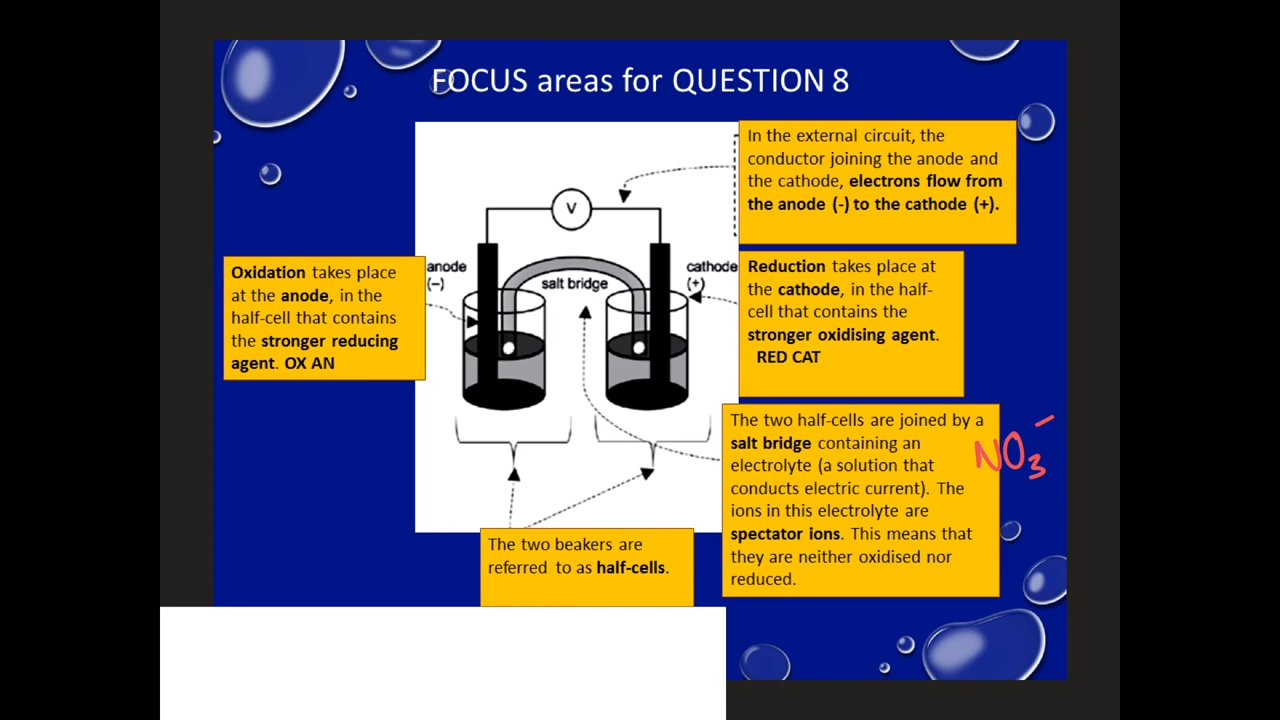 FOCUS areas for QUESTION 8
In the external circuit, the
conductor joining the anode and
the cathode, electrons flow from
the anode (-) to the cathode (+).
V
anode
(–)
salt bridge
cathode
(+)
Oxidation takes place
at the anode, in the
half-cell that contains
the stronger reducing
agent. OX AN
Reduction takes place at
the cathode, in the half-
cell that contains the
stronger oxidising agent.
RED CAT
The two half-cells are joined by a
salt bridge containing an
electrolyte (a solution that
conducts electric current). The
ions in this electrolyte are
spectator ions. This means that
they are neither oxidised nor
reduced.
NO₃⁻
The two beakers are
referred to as half-cells.